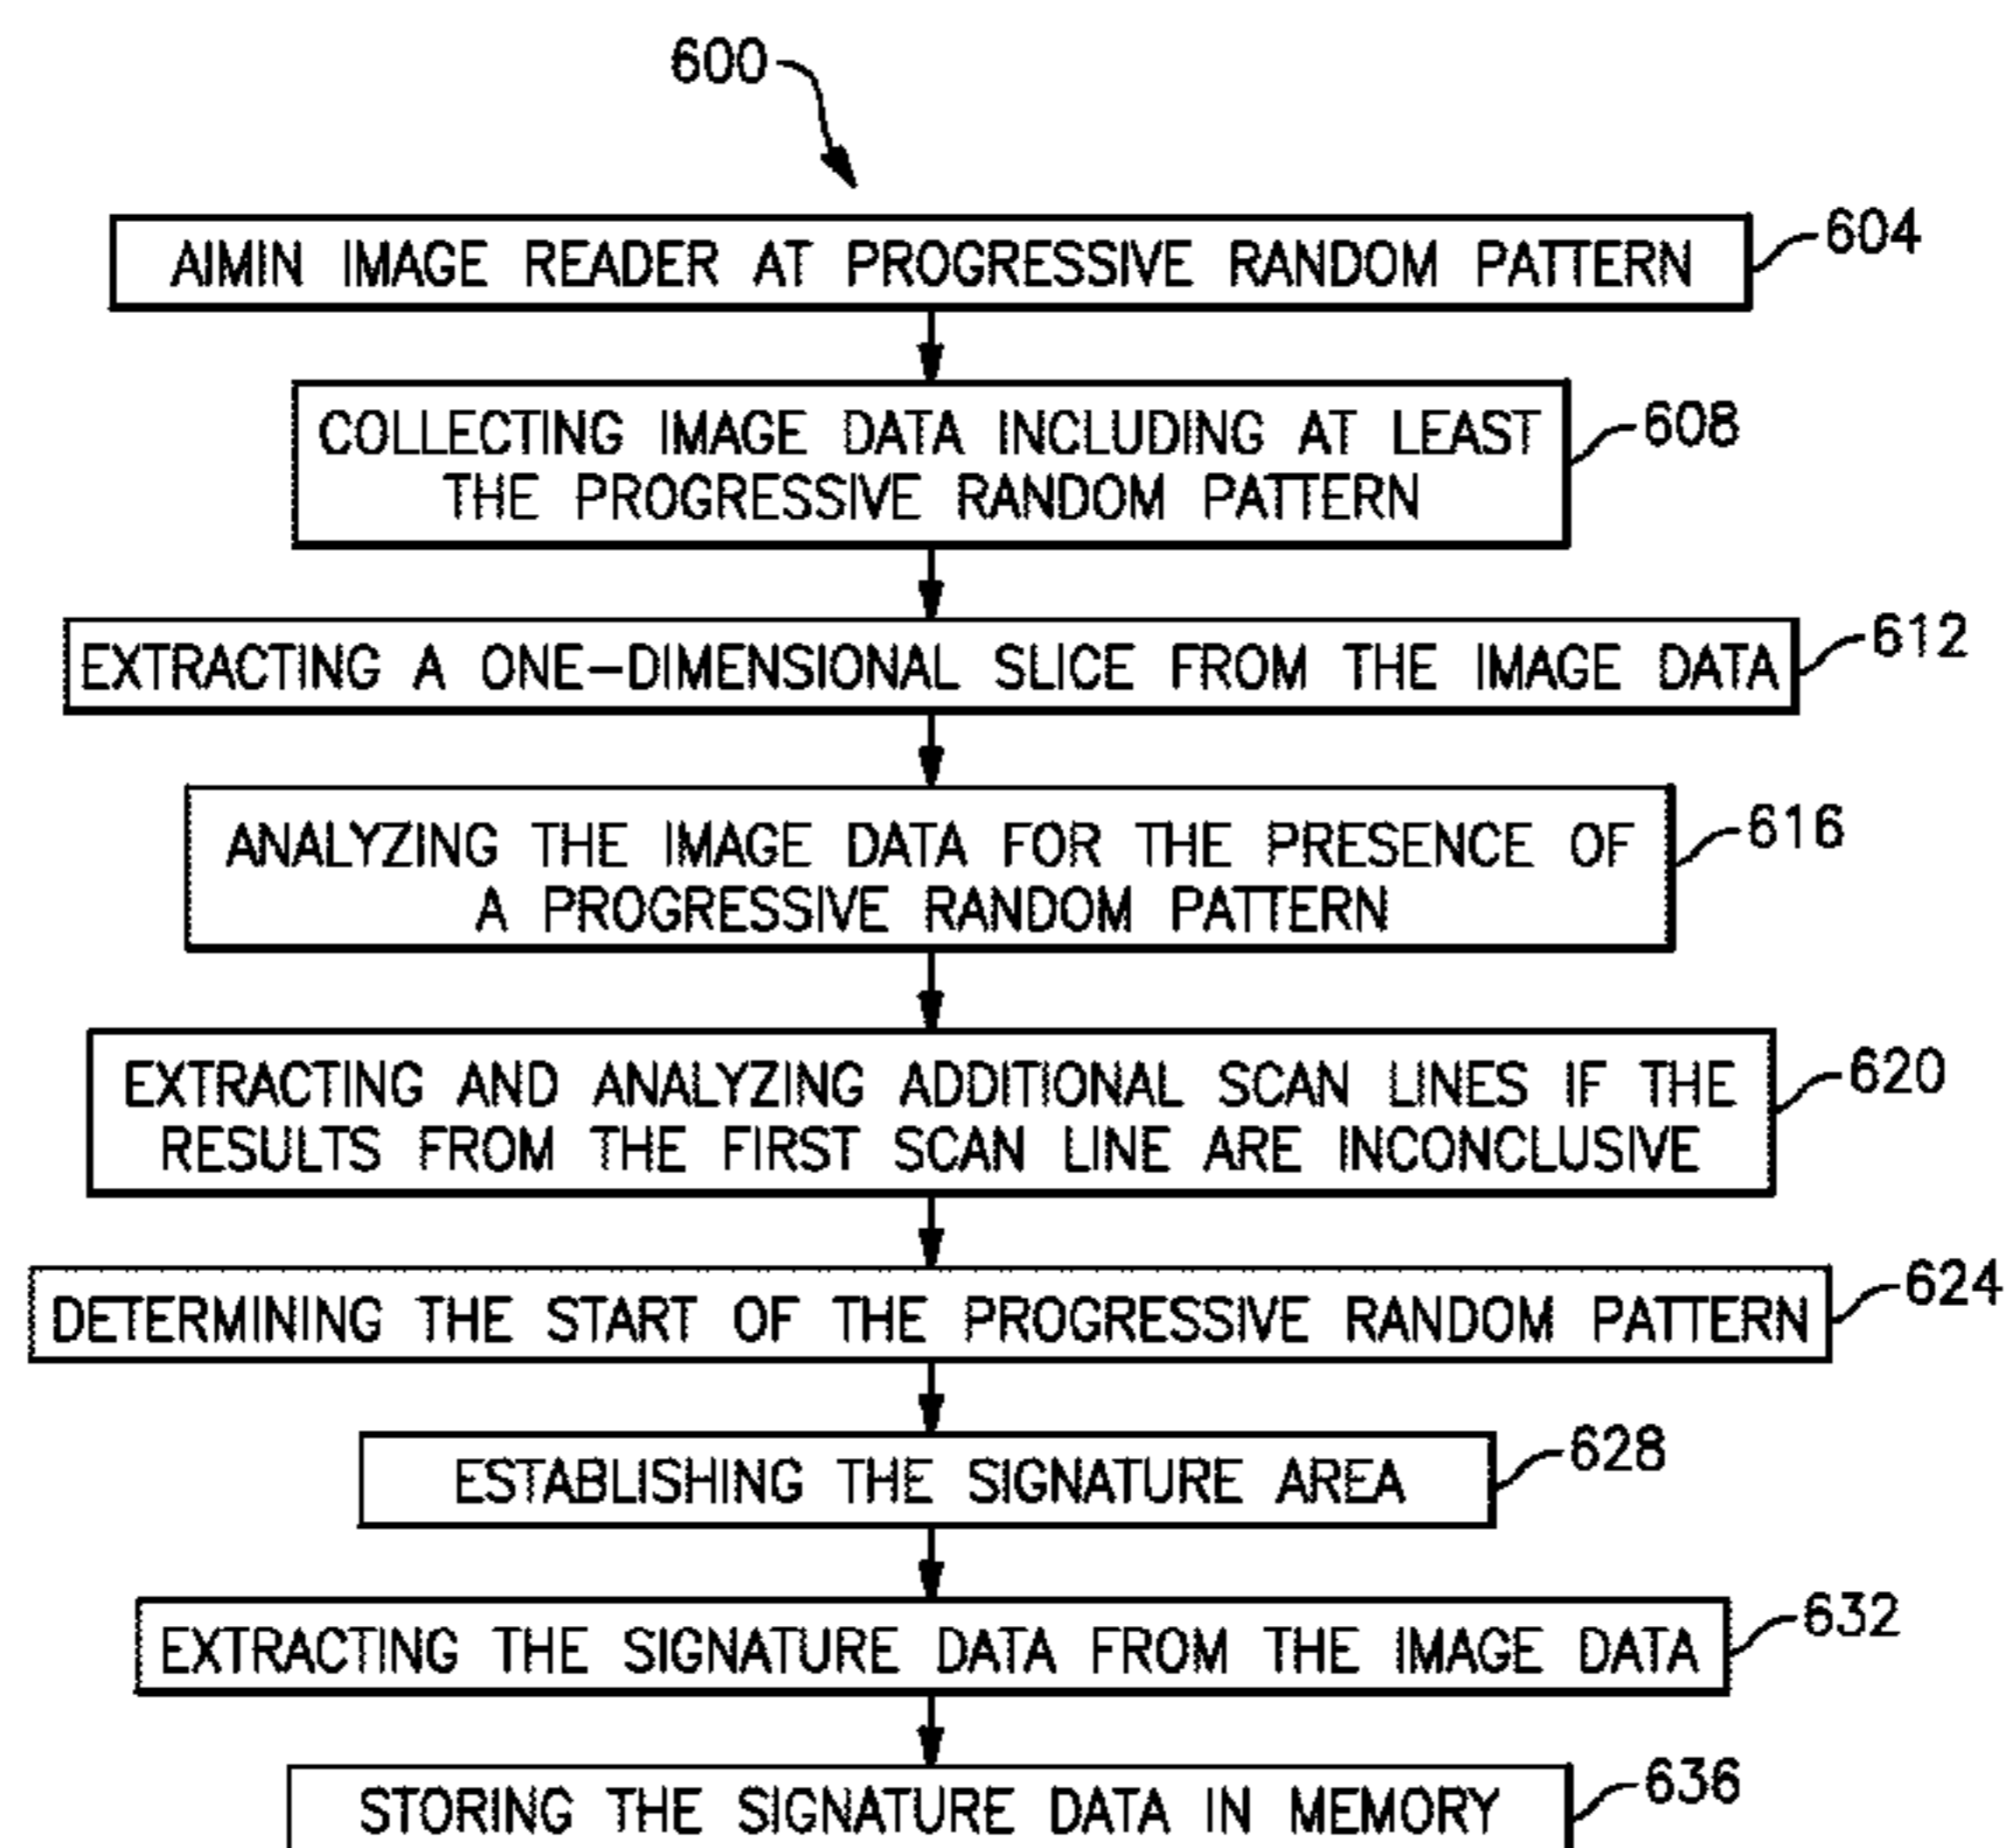 600
AIMIN IMAGE READER AT PROGRESSIVE RANDOM PATTERN
604
COLLECTING IMAGE DATA INCLUDING AT LEAST
THE PROGRESSIVE RANDOM PATTERN
608
EXTRACTING A ONE-DIMENSIONAL SLICE FROM THE IMAGE DATA
612
ANALYZING THE IMAGE DATA FOR THE PRESENCE OF
A PROGRESSIVE RANDOM PATTERN
616
EXTRACTING AND ANALYZING ADDITIONAL SCAN LINES IF THE
RESULTS FROM THE FIRST SCAN LINE ARE INCONCLUSIVE
620
DETERMINING THE START OF THE PROGRESSIVE RANDOM PATTERN
624
ESTABLISHING THE SIGNATURE AREA
628
EXTRACTING THE SIGNATURE DATA FROM THE IMAGE DATA
632
STORING THE SIGNATURE DATA IN MEMORY
636